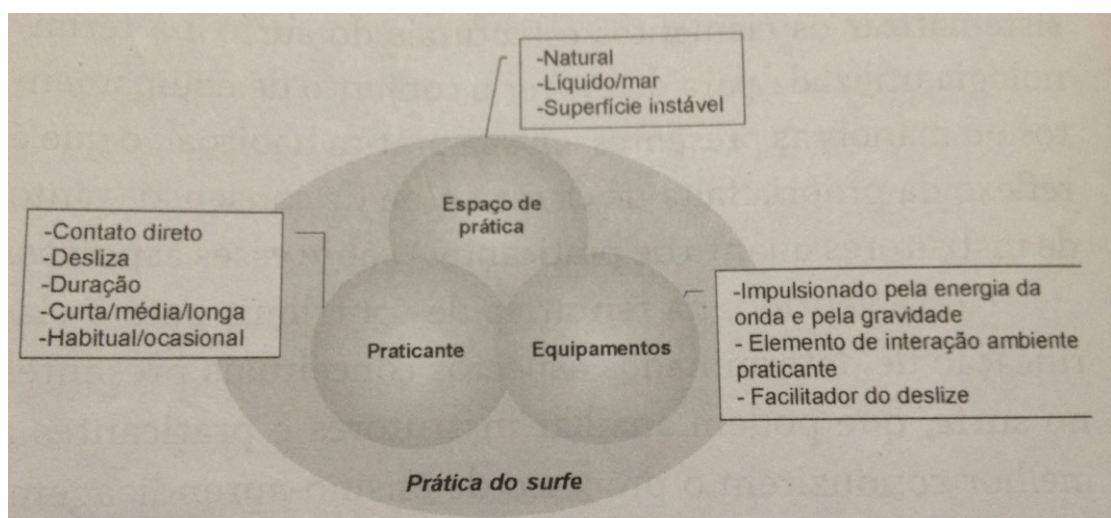 -Natural
-Líquido/mar
-Superfície instável
Espaço de
prática
-Contato direto
-Desliza
-Duração
-Curta/média/longa
-Habitual/ocasional
Praticante
Equipamentos
-Impulsionado pela energia da
onda e pela gravidade
- Elemento de interação ambiente
praticante
- Facilitador do deslize
Prática do surfe